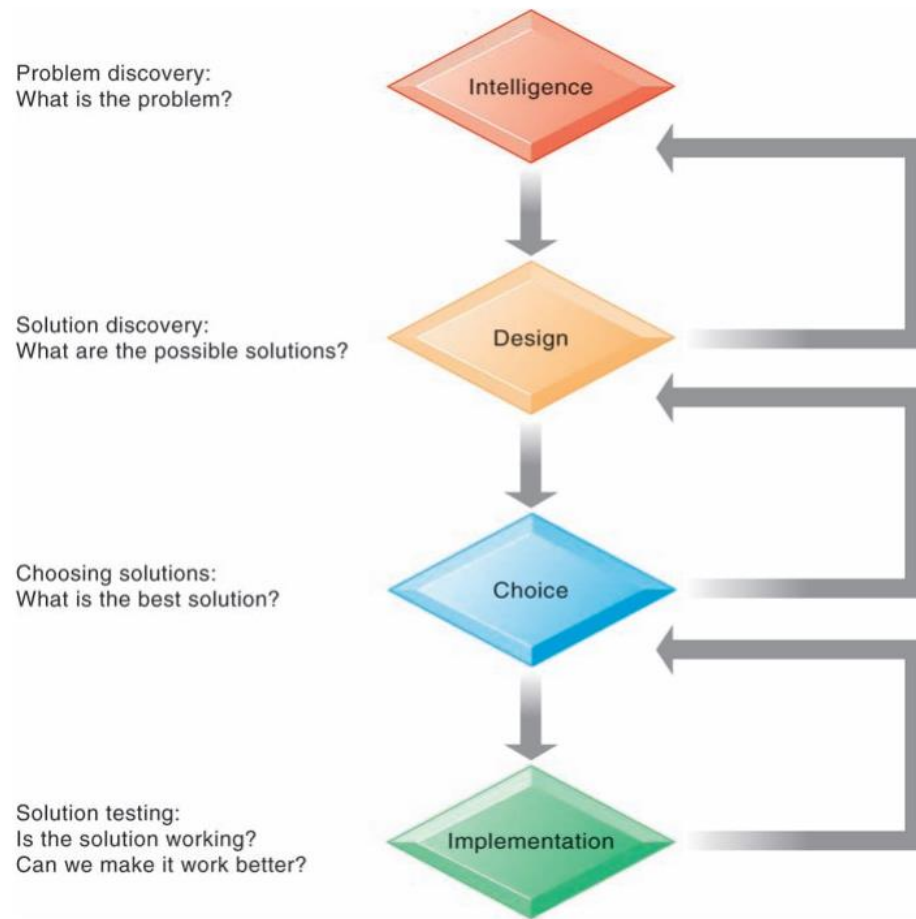 Problem discovery:
What is the problem?
Intelligence
Solution discovery:
What are the possible solutions?
Design
Choosing solutions:
What is the best solution?
Choice
Solution testing:
Is the solution working?
Can we make it work better?
Implementation